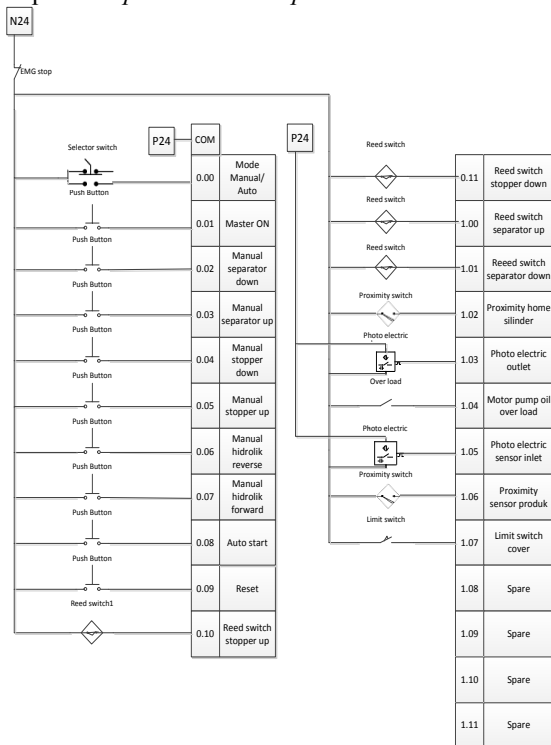 N24
EMG stop
P24
COM
Selector switch
0.00
Mode
Manual/
Auto
Push Button
0.01
Master ON
Push Button
0.02
Manual
separator
down
Push Button
0.03
Manual
separator up
Push Button
0.04
Manual
stopper
down
Push Button
0.05
Manual
stopper up
Push Button
0.06
Manual
hidrolik
reverse
Push Button
0.07
Manual
hidrolik
forward
Push Button
0.08
Auto start
Push Button
0.09
Reset
Reed switch1
0.10
Reed switch
stopper up
P24
Reed switch
0.11
Reed switch
stopper down
Reed switch
1.00
Reed switch
separator up
Reed switch
1.01
Reeed switch
separator down
Proximity switch
1.02
Proximity home
silinder
Photo electric
1.03
Photo electric
outlet
Over load
1.04
Motor pump oil
over load
Photo electric
1.05
Photo electric
sensor inlet
Proximity switch
1.06
Proximity
sensor produk
Limit switch
1.07
Limit switch
cover
1.08
Spare
1.09
Spare
1.10
Spare
1.11
Spare